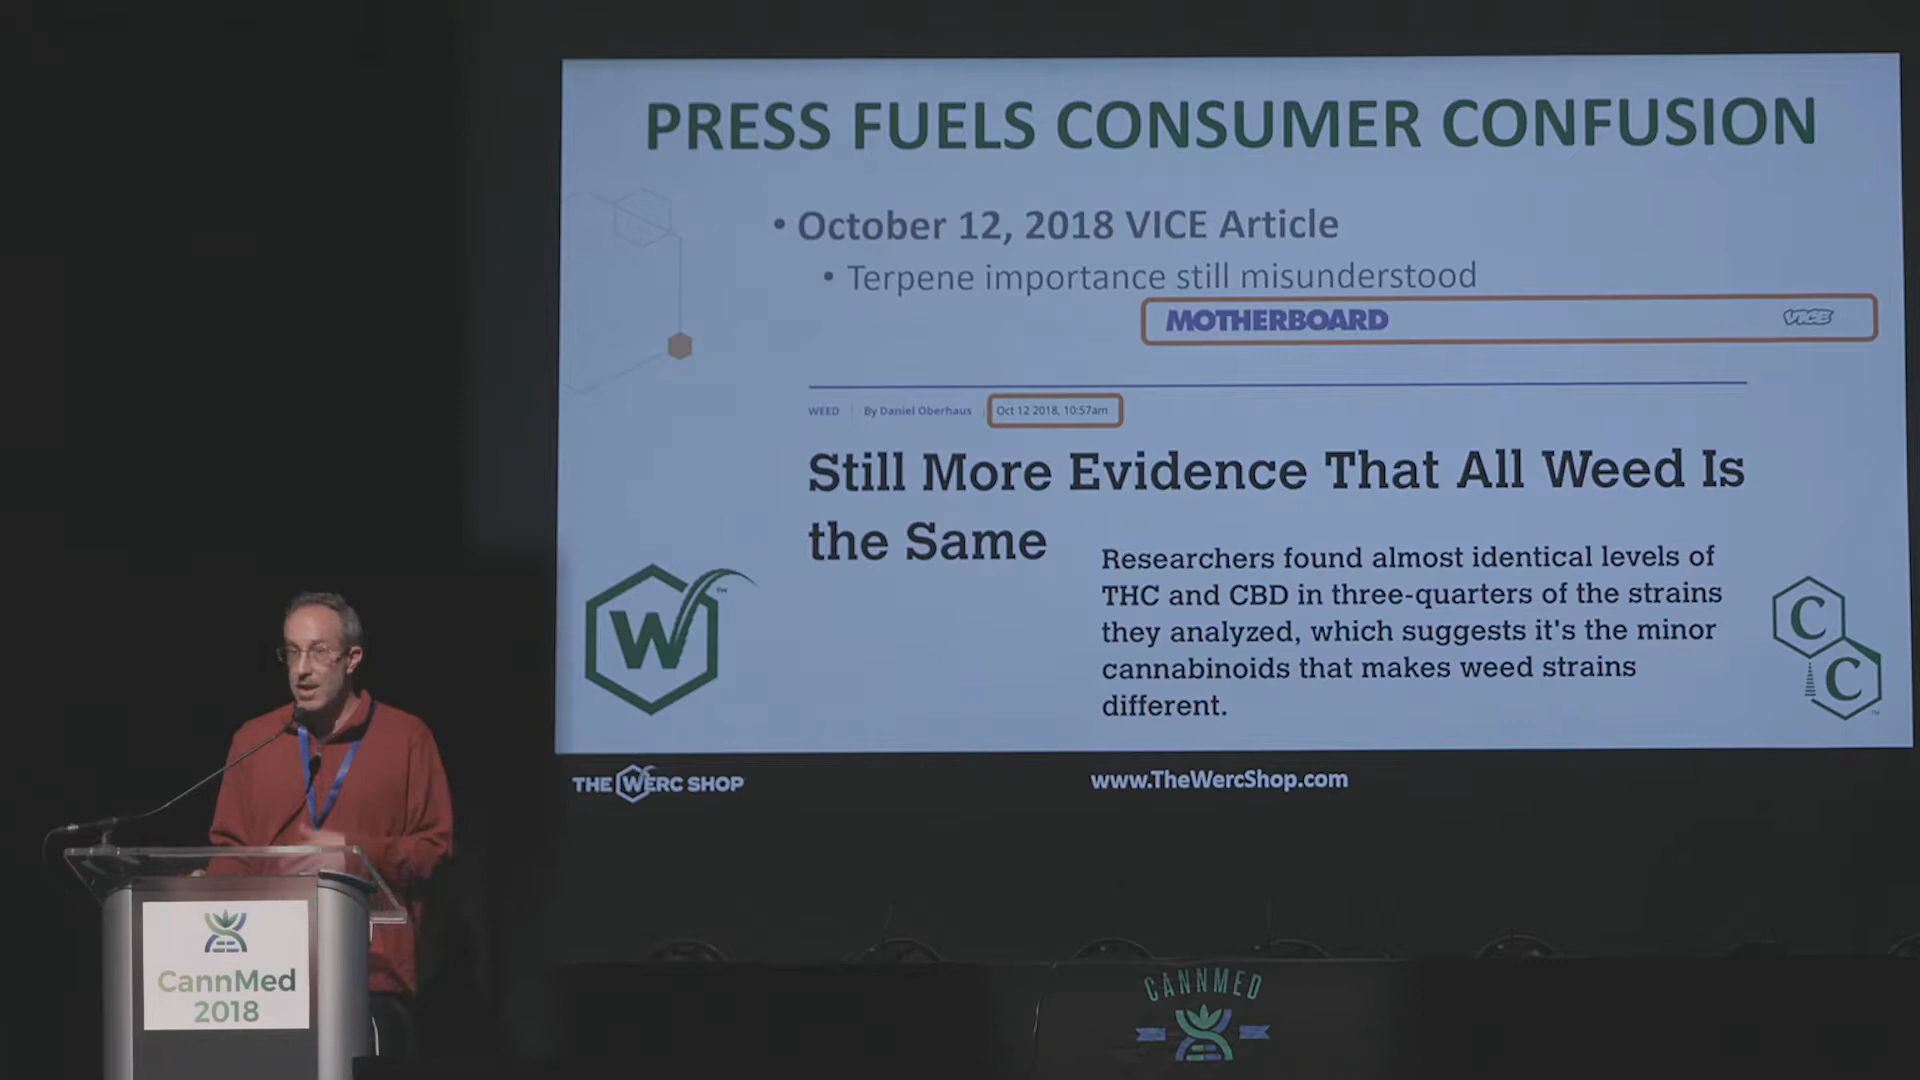 PRESS FUELS CONSUMER CONFUSION
• October 12, 2018 VICE Article
• Terpene importance still misunderstood
MOTHERBOARD
VICE
WEED | By Daniel Oberhaus | Oct 12 2018, 10:57am
Still More Evidence That All Weed Is
the Same
Researchers found almost identical levels of
THC and CBD in three-quarters of the strains
they analyzed, which suggests it's the minor
cannabinoids that makes weed strains
different.
W
TM
C
C
TM
THE WERC SHOP
www.TheWercShop.com
CannMed
2018
CANNMED